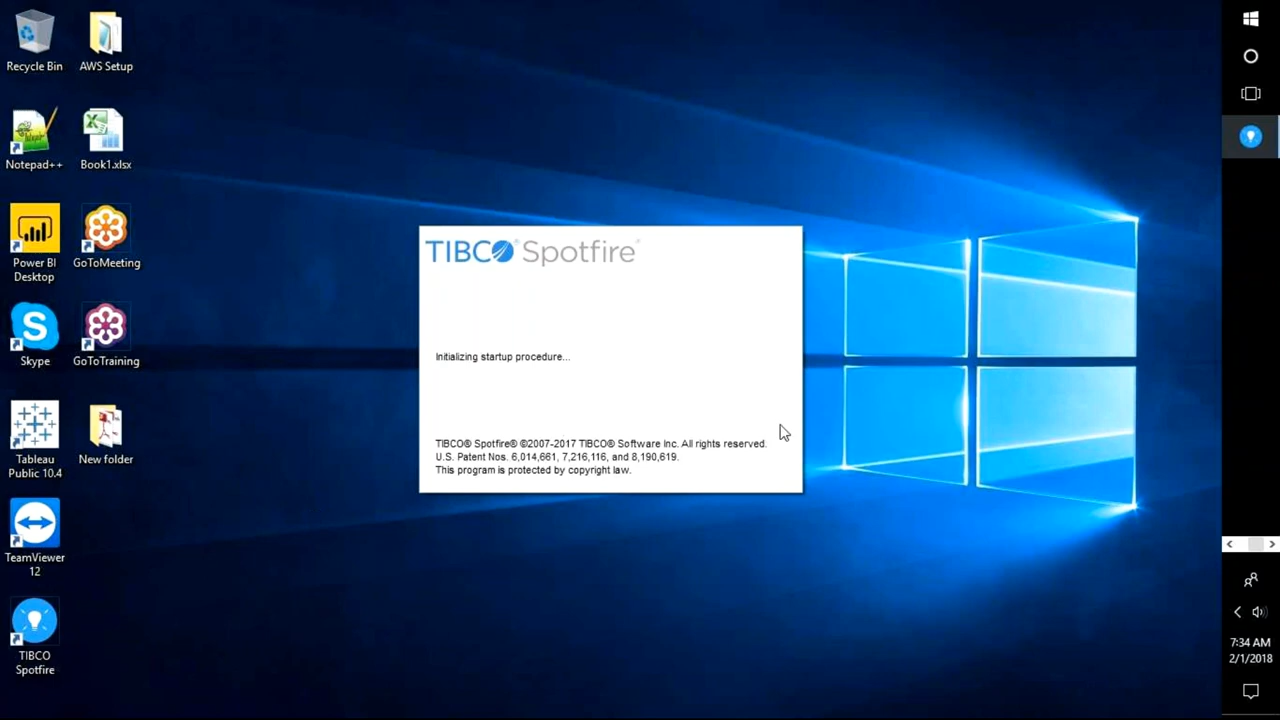 Recycle Bin
AWS Setup
Notepad++
Book1.xlsx
Power BI
Desktop
GoToMeeting
Skype
GoToTraining
Tableau
Public 10.4
New folder
TeamViewer
12
TIBCO
Spotfire
TIBCO® Spotfire®
Initializing startup procedure...
TIBCO® Spotfire® ©2007-2017 TIBCO® Software Inc. All rights reserved.
U.S. Patent Nos. 6,014,661, 7,216,116, and 8,190,619.
This program is protected by copyright law.
7:34 AM
2/1/2018